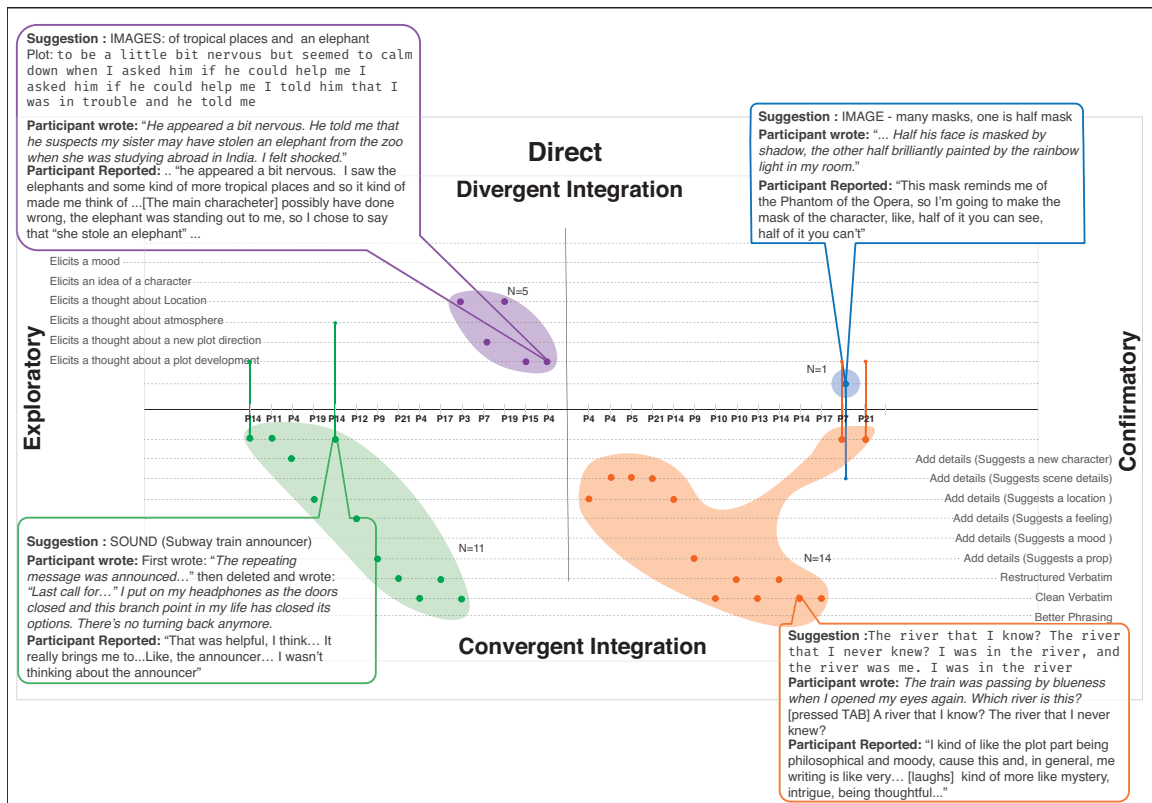 Suggestion : IMAGES: of tropical places and an elephant
Plot: to be a little bit nervous but seemed to calm
down when I asked him if he could help me I
asked him if he could help me I told him that I
was in trouble and he told me
Participant wrote: “He appeared a bit nervous. He told me that
he suspects my sister may have stolen an elephant from the zoo
when she was studying abroad in India. I felt shocked.”
Participant Reported: .. “he appeared a bit nervous. I saw the
elephants and some kind of more tropical places and so it kind of
made me think of ...[The main characheter] possibly have done
wrong, the elephant was standing out to me, so I chose to say
that “she stole an elephant” ...
Suggestion : IMAGE - many masks, one is half mask
Participant wrote: “... Half his face is masked by
shadow, the other half brilliantly painted by the rainbow
light in my room.”
Participant Reported: “This mask reminds me of
the Phantom of the Opera, so I’m going to make the
mask of the character, like, half of it you can see,
half of it you can’t”
Direct
Divergent Integration
Elicits a mood
Elicits an idea of a character
Elicits a thought about Location
Elicits a thought about atmosphere
Elicits a thought about a new plot direction
Elicits a thought about a plot development
N=5
N=1
Exploratory
Confirmatory
P14 P11 P4 P19 P14 P12 P9 P21 P4 P17 P3 P7 P19 P15 P4
P4 P4 P5 P21 P14 P9 P10 P10 P13 P14 P14 P17 P7 P21
Add details (Suggests a new character)
Add details (Suggests scene details)
Add details (Suggests a location )
Add details (Suggests a feeling)
Add details (Suggests a mood )
Add details (Suggests a prop)
Restructured Verbatim
Clean Verbatim
Better Phrasing
N=11
N=14
Convergent Integration
Suggestion : SOUND (Subway train announcer)
Participant wrote: First wrote: “The repeating
message was announced…” then deleted and wrote:
“Last call for…” I put on my headphones as the doors
closed and this branch point in my life has closed its
options. There’s no turning back anymore.
Participant Reported: “That was helpful, I think… It
really brings me to...Like, the announcer… I wasn’t
thinking about the announcer”
Suggestion :The river that I know? The river
that I never knew? I was in the river, and
the river was me. I was in the river
Participant wrote: The train was passing by blueness
when I opened my eyes again. Which river is this?
[pressed TAB] A river that I know? The river that I never
knew?
Participant Reported: “I kind of like the plot part being
philosophical and moody, cause this and, in general, me
writing is like very… [laughs] kind of more like mystery,
intrigue, being thoughtful...”